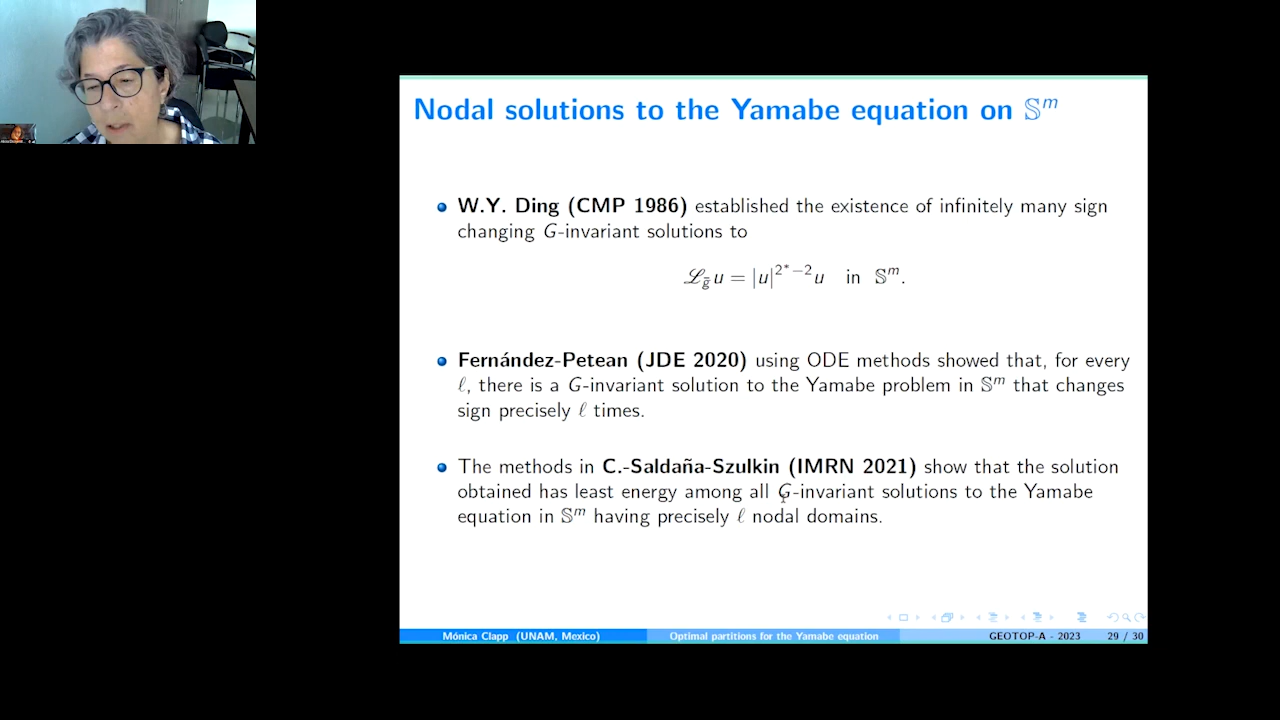 Nodal solutions to the Yamabe equation on 𝕊^m
• W.Y. Ding (CMP 1986) established the existence of infinitely many sign
changing G-invariant solutions to
ℒ_ḡ u = |u|^{2*−2}u in 𝕊^m.
• Fernández-Petean (JDE 2020) using ODE methods showed that, for every
ℓ, there is a G-invariant solution to the Yamabe problem in 𝕊^m that changes
sign precisely ℓ times.
• The methods in C.-Saldaña-Szulkin (IMRN 2021) show that the solution
obtained has least energy among all G-invariant solutions to the Yamabe
equation in 𝕊^m having precisely ℓ nodal domains.
Mónica Clapp (UNAM, Mexico) Optimal partitions for the Yamabe equation GEOTOP-A - 2023 29 / 30